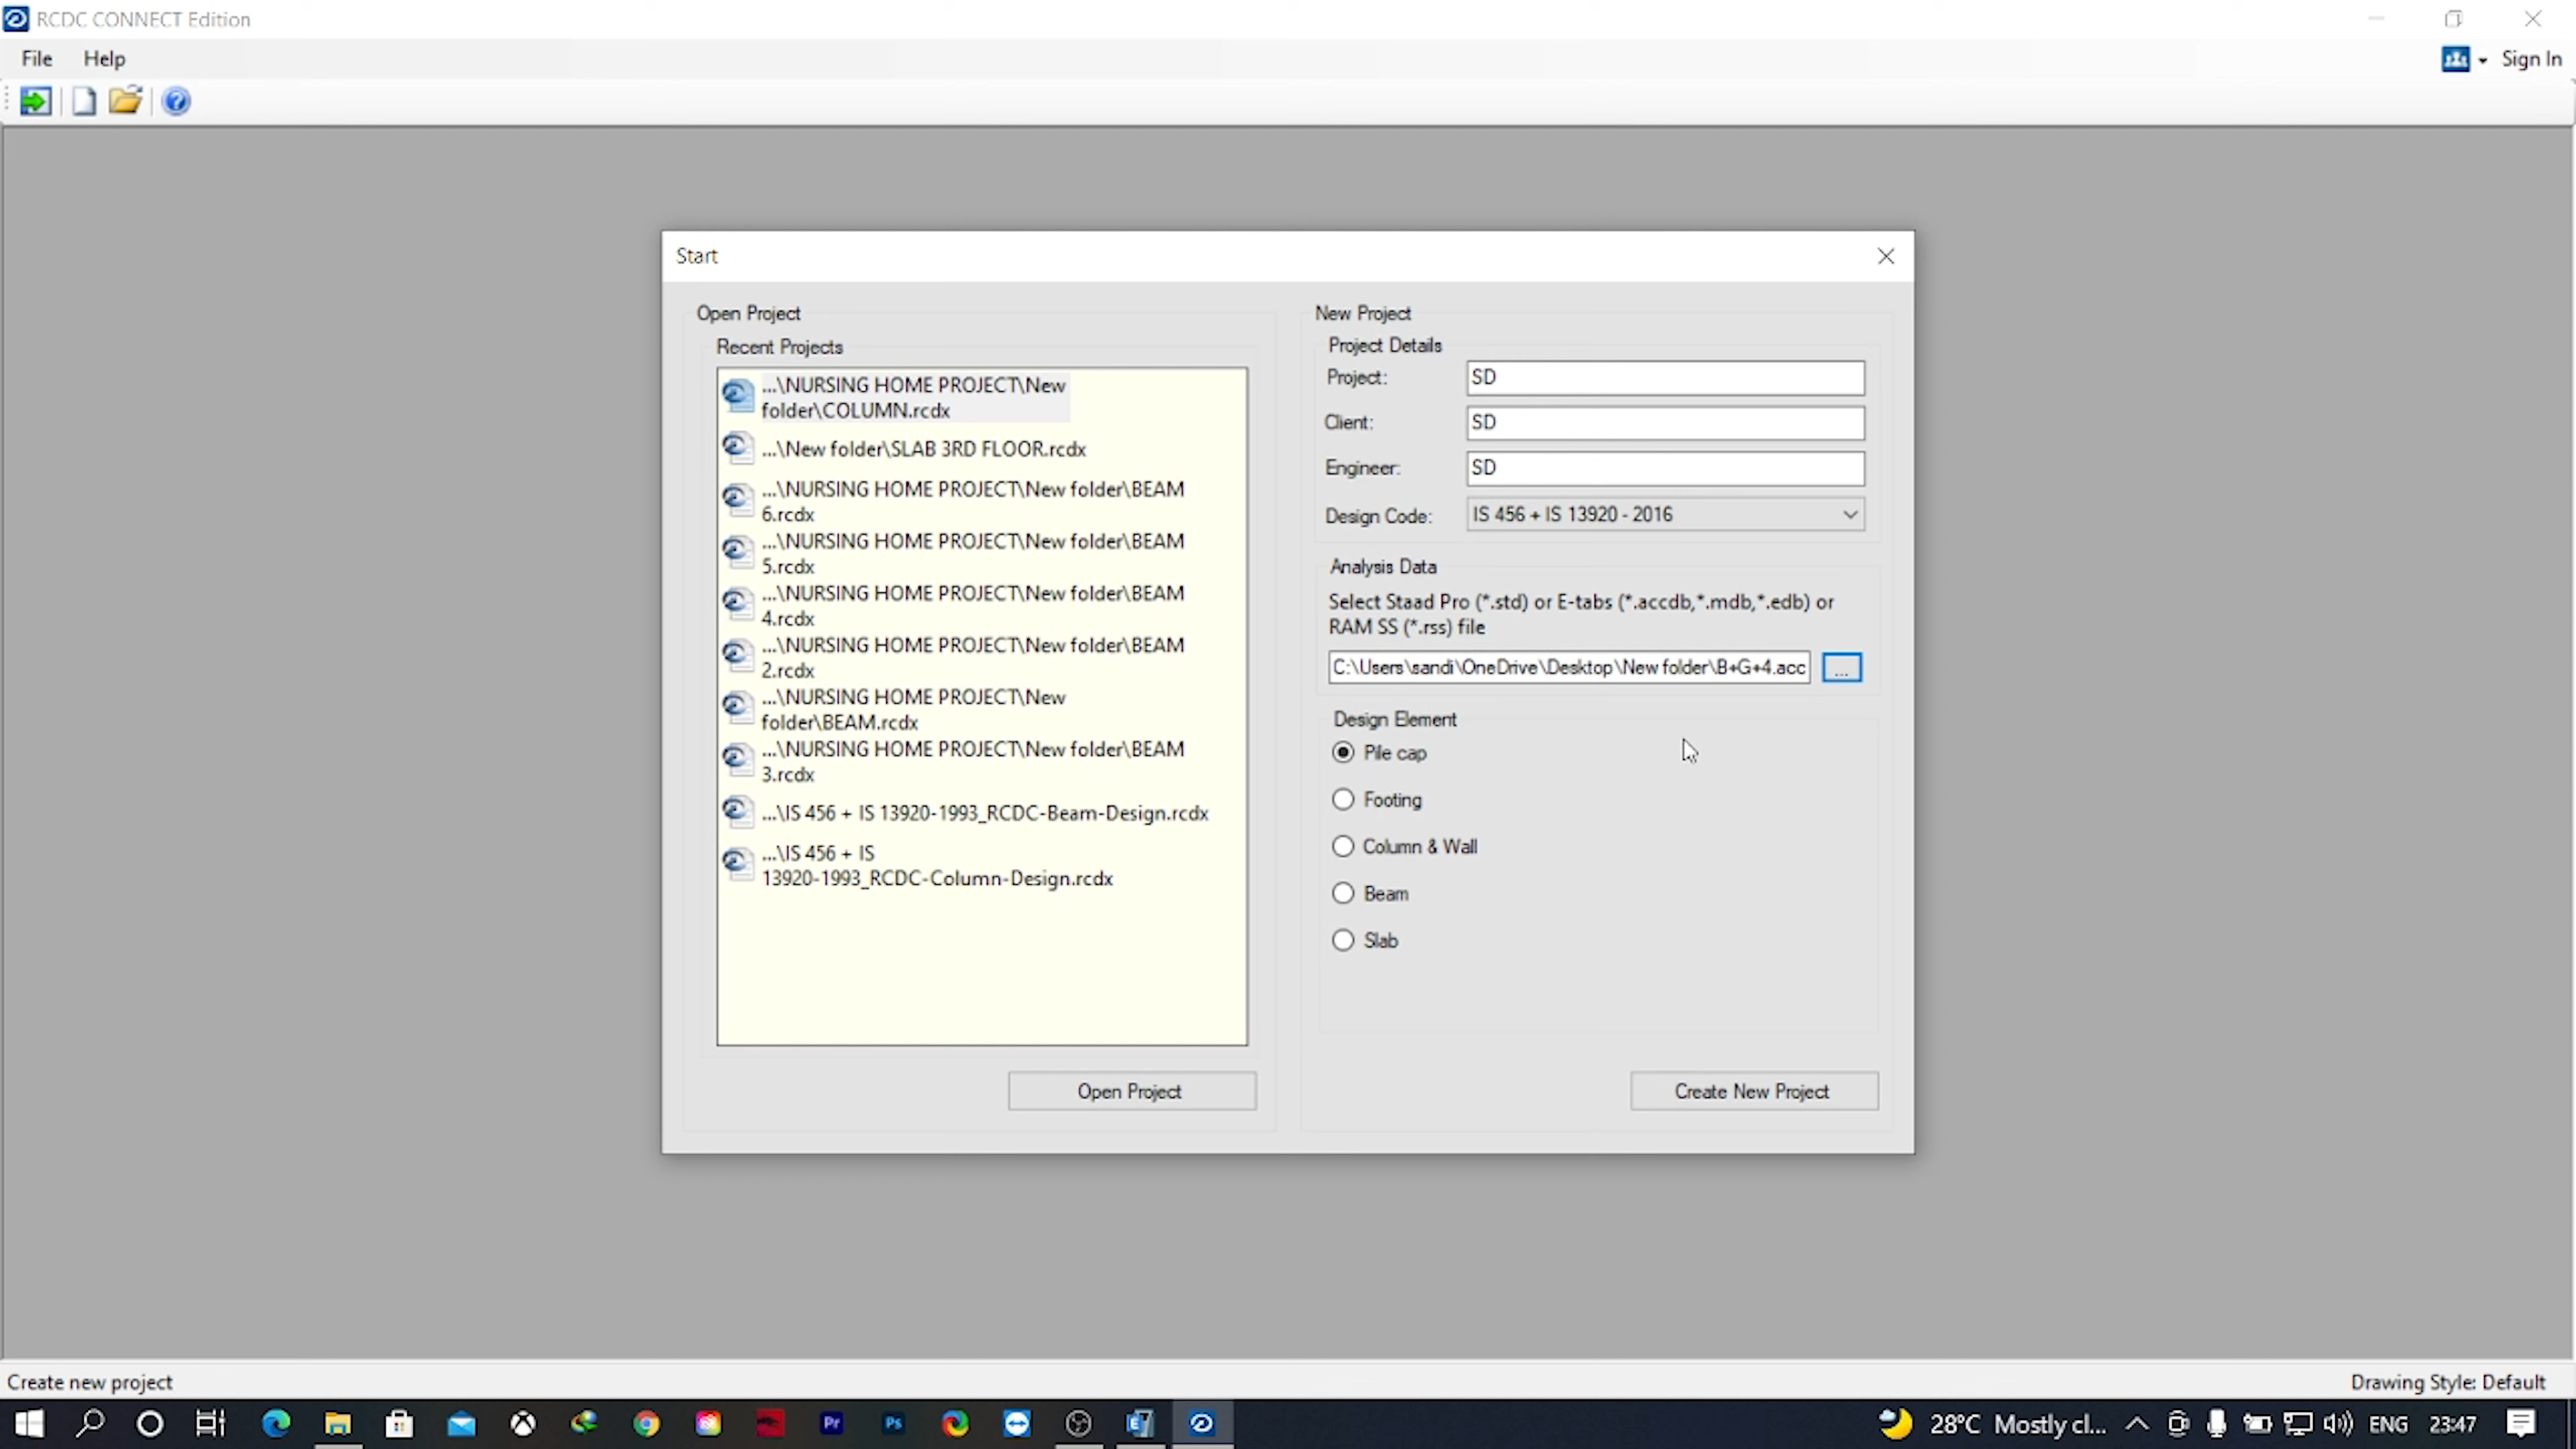 RCDC CONNECT Edition
File Help
Sign In
Start
Open Project
Recent Projects
...\NURSING HOME PROJECT\New
folder\COLUMN.rcdx
...\New folder\SLAB 3RD FLOOR.rcdx
...\NURSING HOME PROJECT\New folder\BEAM
6.rcdx
...\NURSING HOME PROJECT\New folder\BEAM
5.rcdx
...\NURSING HOME PROJECT\New folder\BEAM
4.rcdx
...\NURSING HOME PROJECT\New folder\BEAM
2.rcdx
...\NURSING HOME PROJECT\New
folder\BEAM.rcdx
...\NURSING HOME PROJECT\New folder\BEAM
3.rcdx
...\IS 456 + IS 13920-1993_RCDC-Beam-Design.rcdx
...\IS 456 + IS
13920-1993_RCDC-Column-Design.rcdx
Open Project
New Project
Project Details
Project: SD
Client: SD
Engineer: SD
Design Code: IS 456 + IS 13920 - 2016
Analysis Data
Select Staad Pro (*.std) or E-tabs (*.accdb,*.mdb,*.edb) or
RAM SS (*.rss) file
C:\Users\sandi\OneDrive\Desktop\New folder\B+G+4.acc ...
Design Element
Pile cap
Footing
Column & Wall
Beam
Slab
Create New Project
Create new project
Drawing Style: Default
Pr Ps 28°C Mostly cl... ENG 23:47